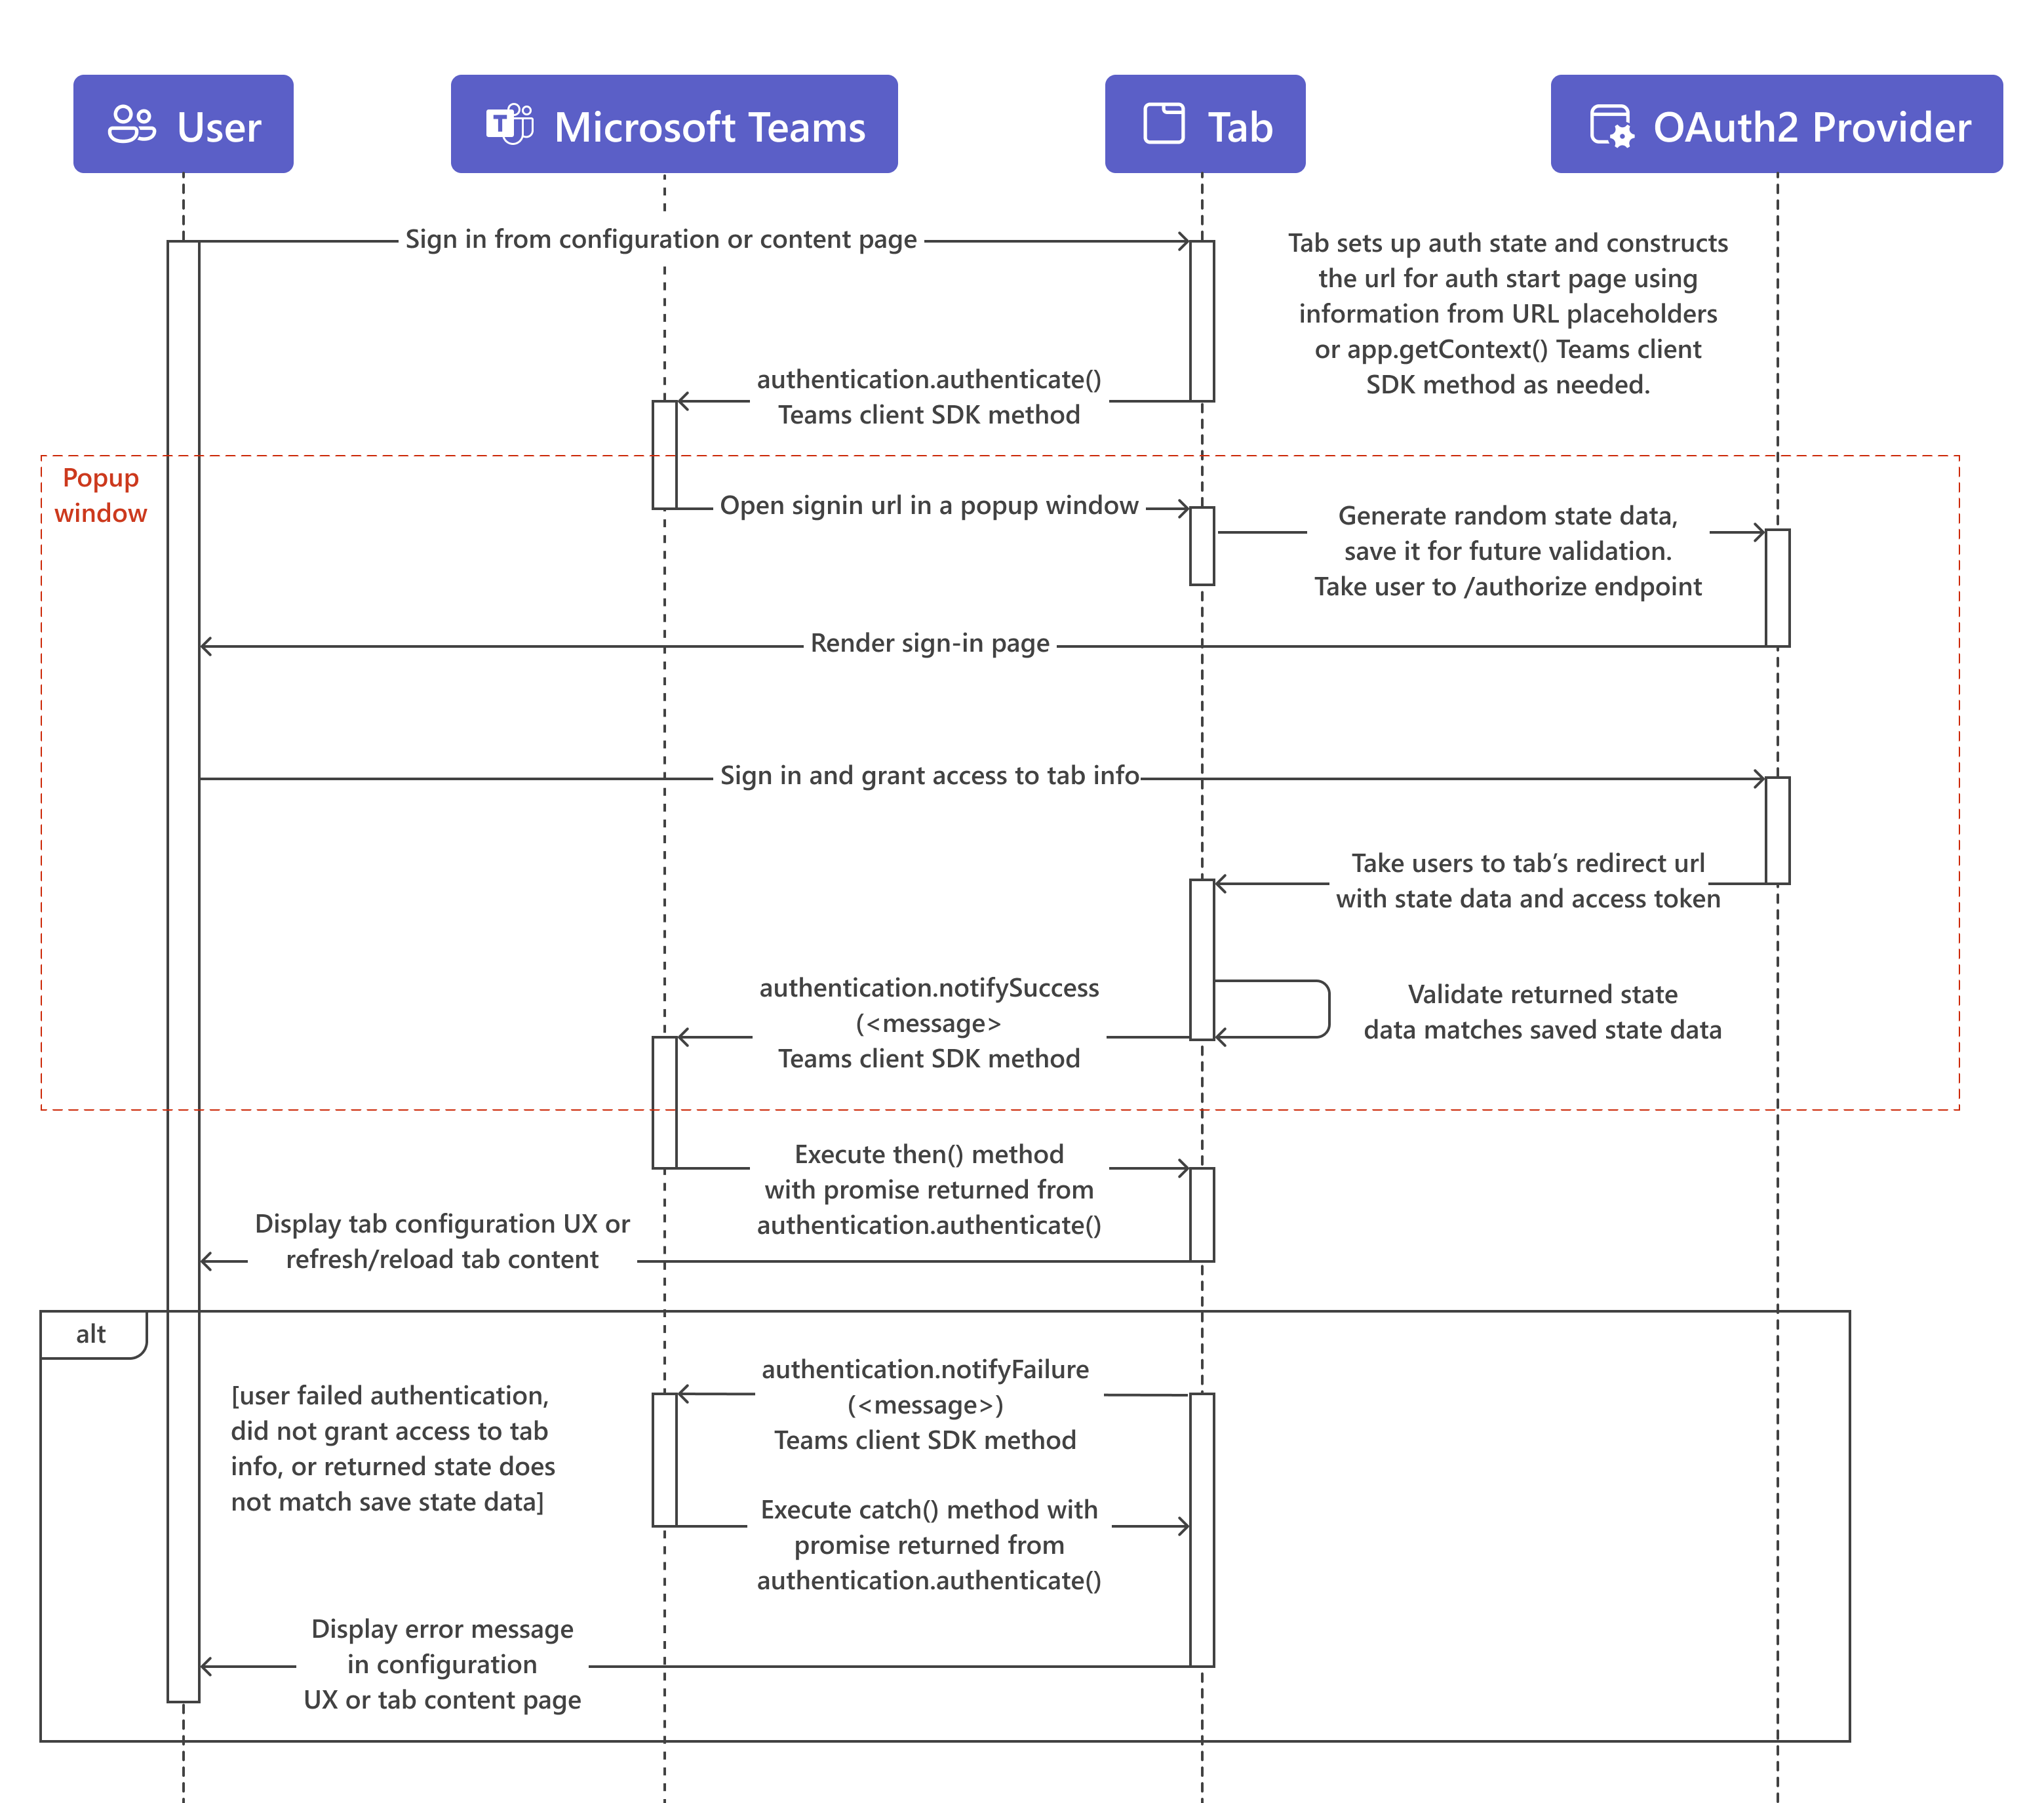 User
Microsoft Teams
Tab
OAuth2 Provider
Sign in from configuration or content page
Tab sets up auth state and constructs
the url for auth start page using
information from URL placeholders
or app.getContext() Teams client
SDK method as needed.
authentication.authenticate()
Teams client SDK method
Popup
window
Open signin url in a popup window
Generate random state data,
save it for future validation.
Take user to /authorize endpoint
Render sign-in page
Sign in and grant access to tab info
Take users to tab’s redirect url
with state data and access token
authentication.notifySuccess
(<message>
Teams client SDK method
Validate returned state
data matches saved state data
Execute then() method
with promise returned from
authentication.authenticate()
Display tab configuration UX or
refresh/reload tab content
alt
[user failed authentication,
did not grant access to tab
info, or returned state does
not match save state data]
authentication.notifyFailure
(<message>)
Teams client SDK method
Execute catch() method with
promise returned from
authentication.authenticate()
Display error message
in configuration
UX or tab content page